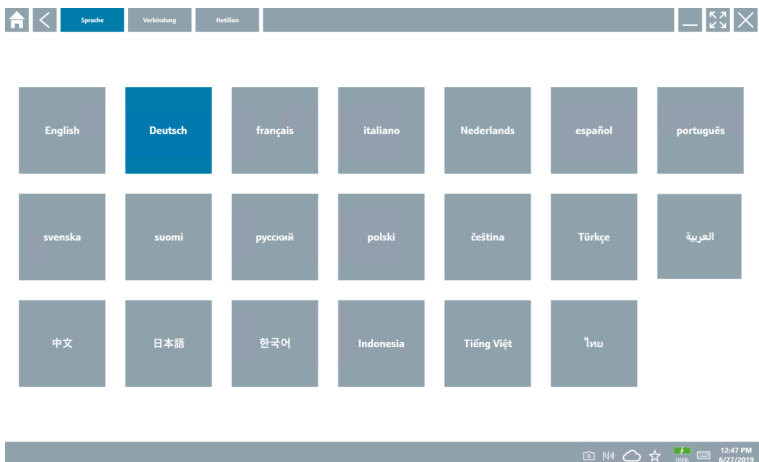 Sprache
Verbindung
Netilion
English
Deutsch
français
italiano
Nederlands
español
português
svenska
suomi
русский
polski
čeština
Türkçe
العربية
中文
日本語
한국어
Indonesia
Tiếng Việt
ไทย
12:47 PM
99%
6/27/2019